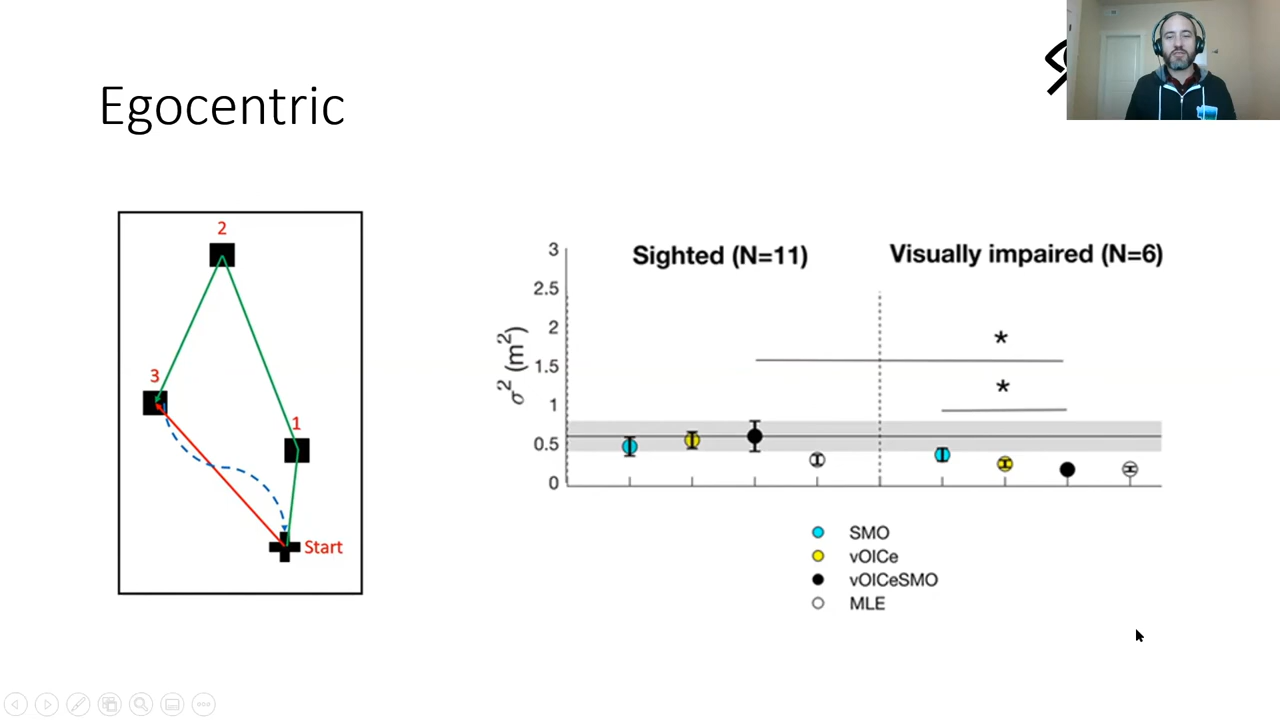 Egocentric
2
3
1
Start
Sighted (N=11)
Visually impaired (N=6)
σ² (m²)
3
2.5
2
1.5
1
0.5
0
*
*
SMO
vOICe
vOICeSMO
MLE